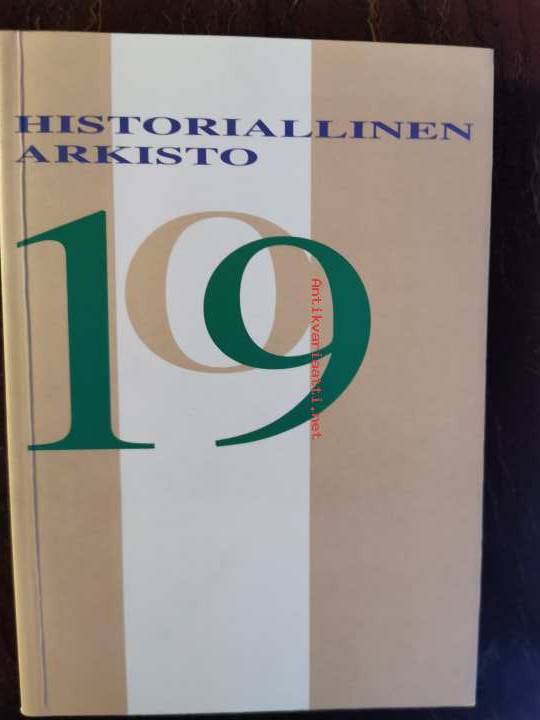 HISTORIALLINEN
ARKISTO
109
Antikvariaatti.net